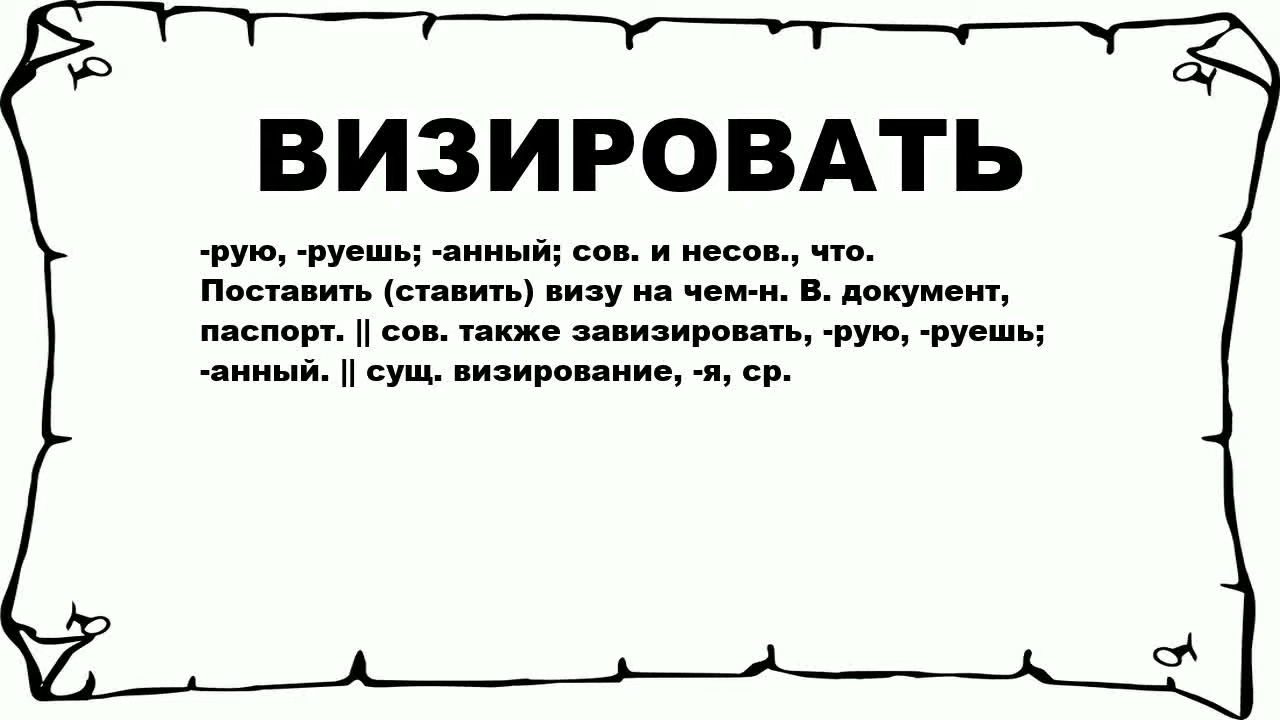 ВИЗИРОВАТЬ
-рую, -руешь; -анный; сов. и несов., что.
Поставить (ставить) визу на чем-н. В. документ,
паспорт. || сов. также завизировать, -рую, -руешь;
-анный. || сущ. визирование, -я, ср.